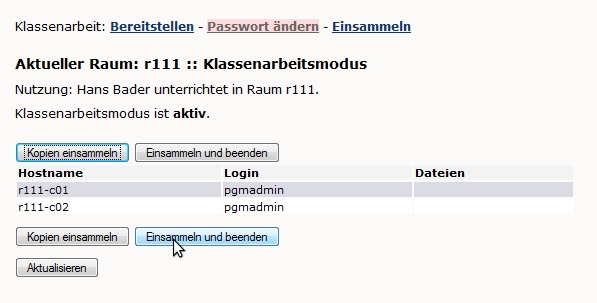 Klassenarbeit: Bereitstellen - Passwort ändern - Einsammeln
Aktueller Raum: r111 :: Klassenarbeitsmodus
Nutzung: Hans Bader unterrichtet in Raum r111.
Klassenarbeitsmodus ist aktiv.
Kopien einsammeln Einsammeln und beenden
Hostname Login Dateien
r111-c01 pgmadmin
r111-c02 pgmadmin
Kopien einsammeln Einsammeln und beenden
Aktualisieren